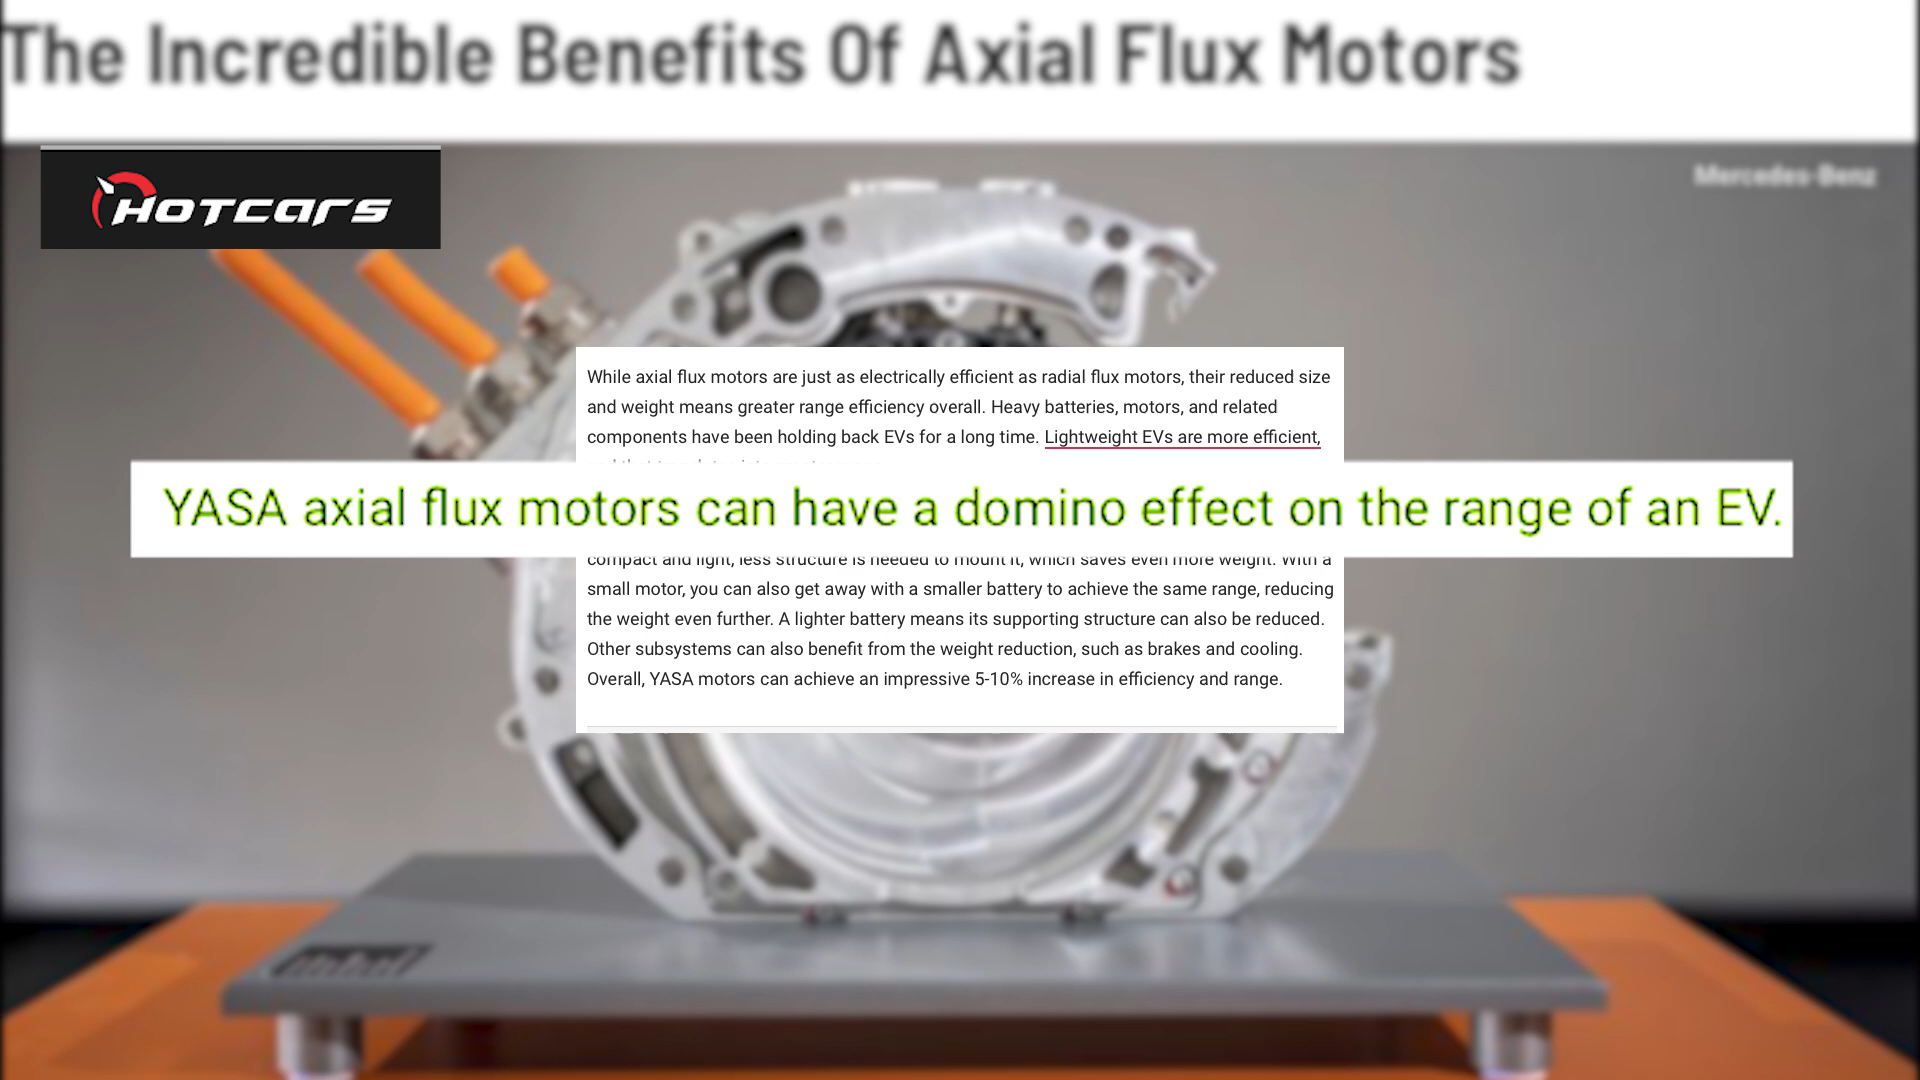 The Incredible Benefits Of Axial Flux Motors
HOTCARS
Mercedes-Benz
While axial flux motors are just as electrically efficient as radial flux motors, their reduced size
and weight means greater range efficiency overall. Heavy batteries, motors, and related
components have been holding back EVs for a long time. Lightweight EVs are more efficient,
YASA axial flux motors can have a domino effect on the range of an EV.
compact and light, less structure is needed to mount it, which saves even more weight. With a
small motor, you can also get away with a smaller battery to achieve the same range, reducing
the weight even further. A lighter battery means its supporting structure can also be reduced.
Other subsystems can also benefit from the weight reduction, such as brakes and cooling.
Overall, YASA motors can achieve an impressive 5-10% increase in efficiency and range.